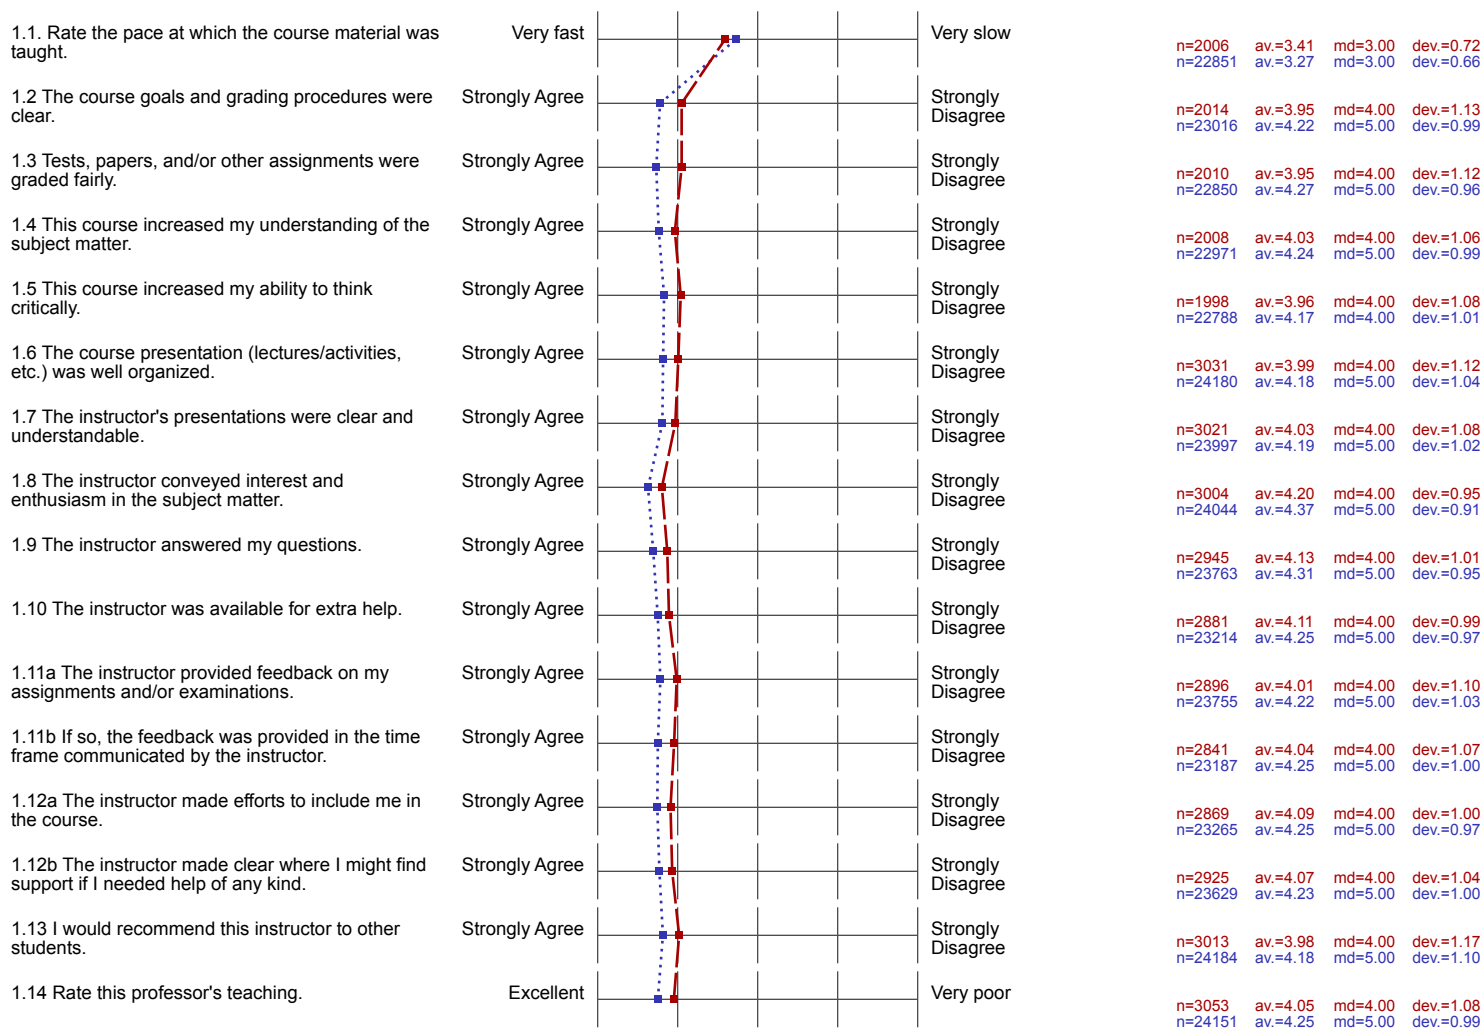 1.1. Rate the pace at which the course material was taught.
Very fast
Very slow
n=2006 av.=3.41 md=3.00 dev.=0.72
n=22851 av.=3.27 md=3.00 dev.=0.66
1.2 The course goals and grading procedures were clear.
Strongly Agree
Strongly Disagree
n=2014 av.=3.95 md=4.00 dev.=1.13
n=23016 av.=4.22 md=5.00 dev.=0.99
1.3 Tests, papers, and/or other assignments were graded fairly.
Strongly Agree
Strongly Disagree
n=2010 av.=3.95 md=4.00 dev.=1.12
n=22850 av.=4.27 md=5.00 dev.=0.96
1.4 This course increased my understanding of the subject matter.
Strongly Agree
Strongly Disagree
n=2008 av.=4.03 md=4.00 dev.=1.06
n=22971 av.=4.24 md=5.00 dev.=0.99
1.5 This course increased my ability to think critically.
Strongly Agree
Strongly Disagree
n=1998 av.=3.96 md=4.00 dev.=1.08
n=22788 av.=4.17 md=4.00 dev.=1.01
1.6 The course presentation (lectures/activities, etc.) was well organized.
Strongly Agree
Strongly Disagree
n=3031 av.=3.99 md=4.00 dev.=1.12
n=24180 av.=4.18 md=5.00 dev.=1.04
1.7 The instructor's presentations were clear and understandable.
Strongly Agree
Strongly Disagree
n=3021 av.=4.03 md=4.00 dev.=1.08
n=23997 av.=4.19 md=5.00 dev.=1.02
1.8 The instructor conveyed interest and enthusiasm in the subject matter.
Strongly Agree
Strongly Disagree
n=3004 av.=4.20 md=4.00 dev.=0.95
n=24044 av.=4.37 md=5.00 dev.=0.91
1.9 The instructor answered my questions.
Strongly Agree
Strongly Disagree
n=2945 av.=4.13 md=4.00 dev.=1.01
n=23763 av.=4.31 md=5.00 dev.=0.95
1.10 The instructor was available for extra help.
Strongly Agree
Strongly Disagree
n=2881 av.=4.11 md=4.00 dev.=0.99
n=23214 av.=4.25 md=5.00 dev.=0.97
1.11a The instructor provided feedback on my assignments and/or examinations.
Strongly Agree
Strongly Disagree
n=2896 av.=4.01 md=4.00 dev.=1.10
n=23755 av.=4.22 md=5.00 dev.=1.03
1.11b If so, the feedback was provided in the time frame communicated by the instructor.
Strongly Agree
Strongly Disagree
n=2841 av.=4.04 md=4.00 dev.=1.07
n=23187 av.=4.25 md=5.00 dev.=1.00
1.12a The instructor made efforts to include me in the course.
Strongly Agree
Strongly Disagree
n=2869 av.=4.09 md=4.00 dev.=1.00
n=23265 av.=4.25 md=5.00 dev.=0.97
1.12b The instructor made clear where I might find support if I needed help of any kind.
Strongly Agree
Strongly Disagree
n=2925 av.=4.07 md=4.00 dev.=1.04
n=23629 av.=4.23 md=5.00 dev.=1.00
1.13 I would recommend this instructor to other students.
Strongly Agree
Strongly Disagree
n=3013 av.=3.98 md=4.00 dev.=1.17
n=24184 av.=4.18 md=5.00 dev.=1.10
1.14 Rate this professor's teaching.
Excellent
Very poor
n=3053 av.=4.05 md=4.00 dev.=1.08
n=24151 av.=4.25 md=5.00 dev.=0.99